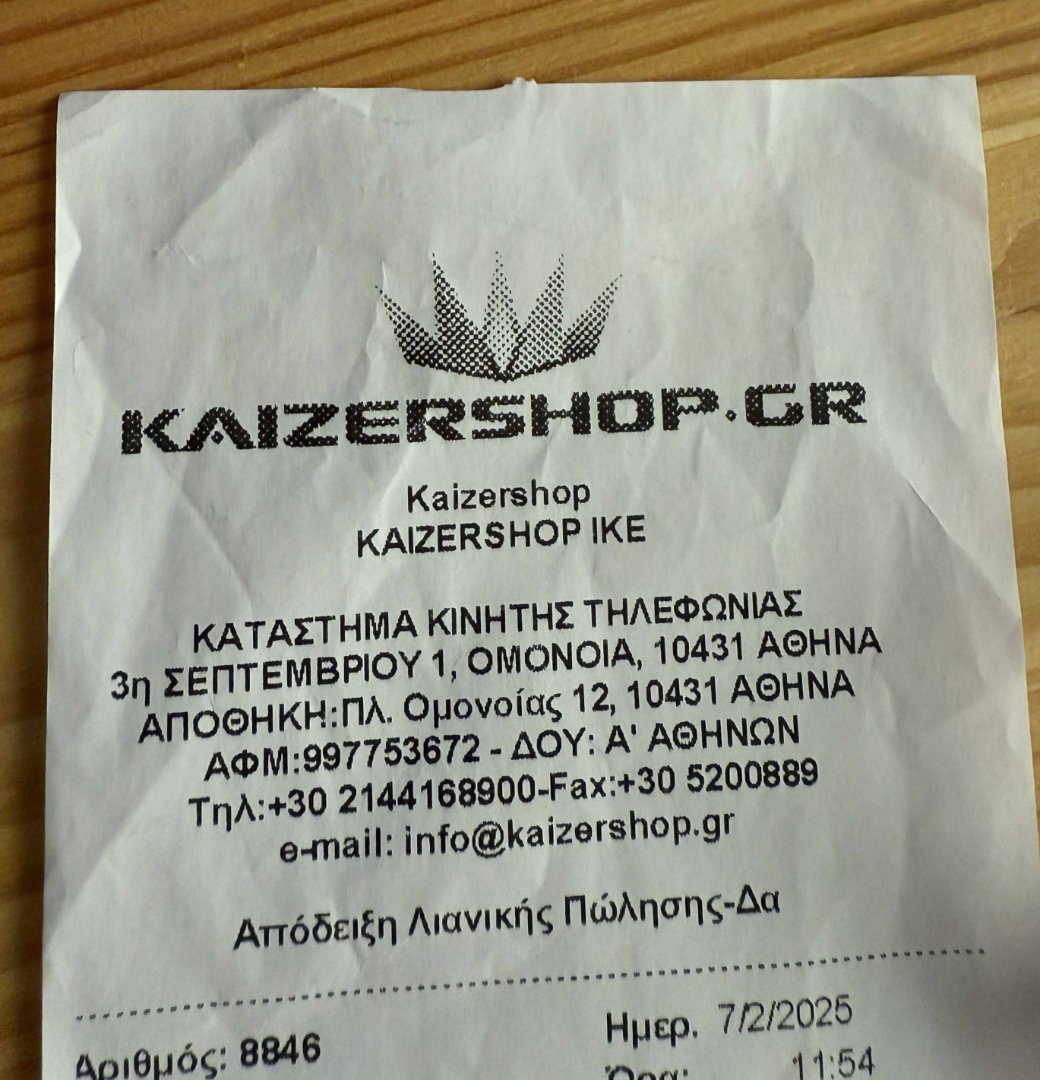 KAIZERSHOP.GR
Kaizershop
KAIZERSHOP IKE
ΚΑΤΑΣΤΗΜΑ ΚΙΝΗΤΗΣ ΤΗΛΕΦΩΝΙΑΣ
3η ΣΕΠΤΕΜΒΡΙΟΥ 1, ΟΜΟΝΟΙΑ, 10431 ΑΘΗΝΑ
ΑΠΟΘΗΚΗ:Πλ. Ομονοίας 12, 10431 ΑΘΗΝΑ
ΑΦΜ:997753672 - ΔΟΥ: Α' ΑΘΗΝΩΝ
Τηλ:+30 2144168900-Fax:+30 5200889
e-mail: info@kaizershop.gr
Απόδειξη Λιανικής Πώλησης-Δα
Αριθμός: 8846 Ημερ. 7/2/2025
Ώρα: 11:54